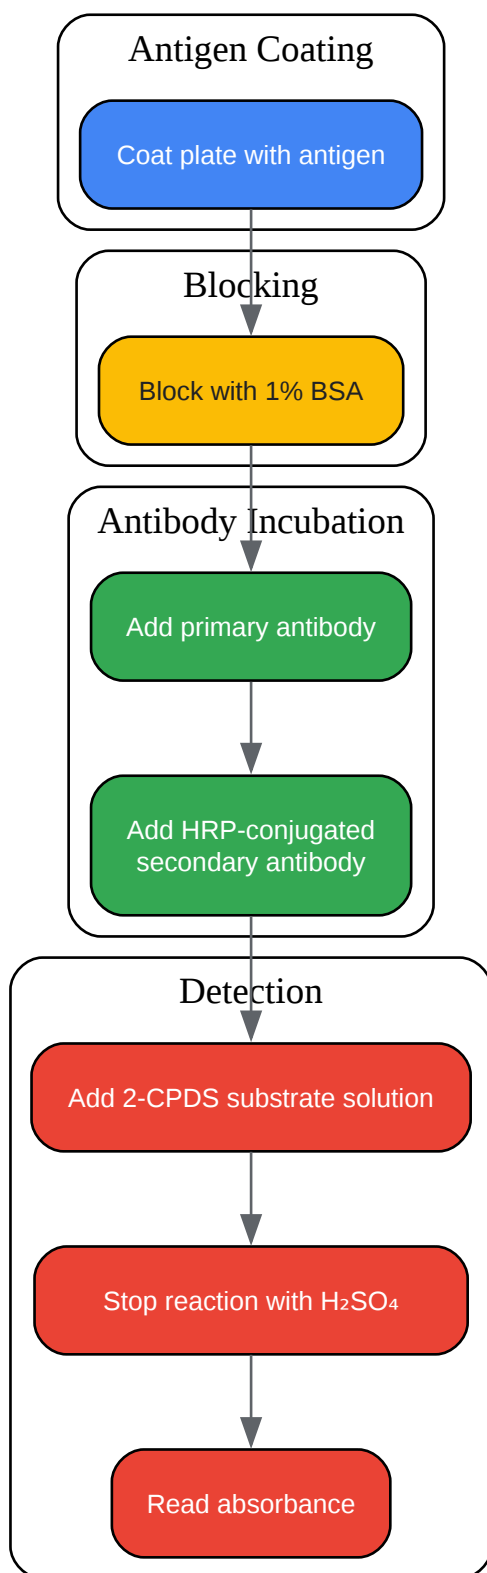 Antigen Coating
Coat plate with antigen
Blocking
Block with 1% BSA
Antibody Incubation
Add primary antibody
Add HRP-conjugated
secondary antibody
Detection
Add 2-CPDS substrate solution
Stop reaction with H₂SO₄
Read absorbance